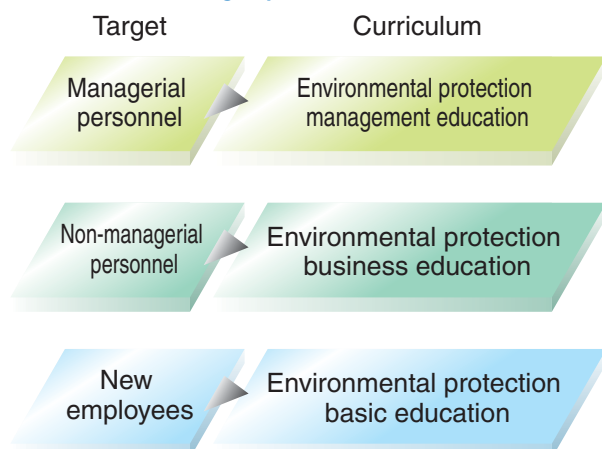 Target
Curriculum
Managerial
personnel
Environmental protection
management education
Non-managerial
personnel
Environmental protection
business education
New
employees
Environmental protection
basic education